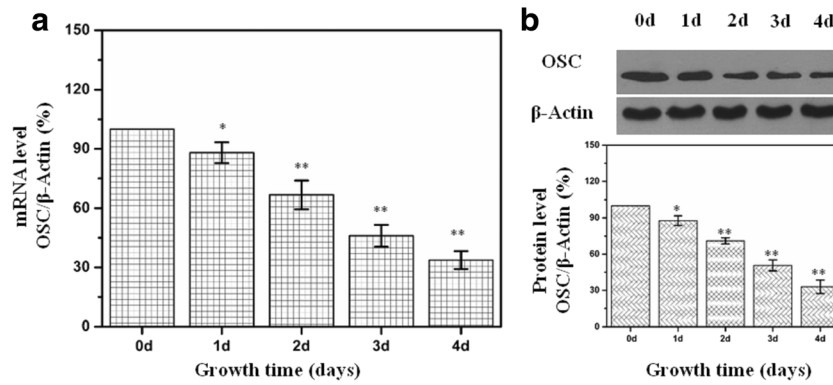 a
150
120
90
60
30
0
mRNA level
OSC/β-Actin (%)
*
**
**
**
0d 1d 2d 3d 4d
Growth time (days)
b
0d 1d 2d 3d 4d
OSC
β-Actin
150
120
90
60
30
0
Protein level
OSC/β-Actin (%)
*
**
**
**
0d 1d 2d 3d 4d
Growth time (days)